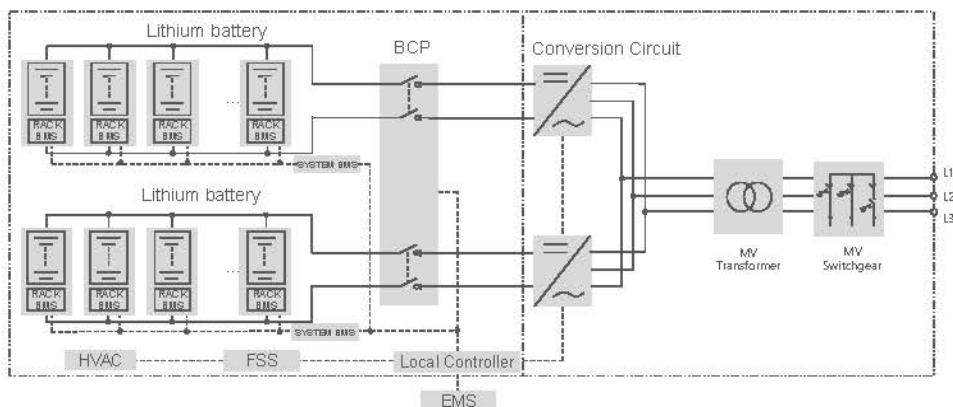 Lithium battery
BCP
Conversion Circuit
RACK BMS
RACK BMS
RACK BMS
...
RACK BMS
SYSTEM BMS
Lithium battery
RACK BMS
RACK BMS
RACK BMS
...
RACK BMS
SYSTEM BMS
MV
Transformer
MV
Switchgear
L1
L2
L3
HVAC
FSS
Local Controller
EMS